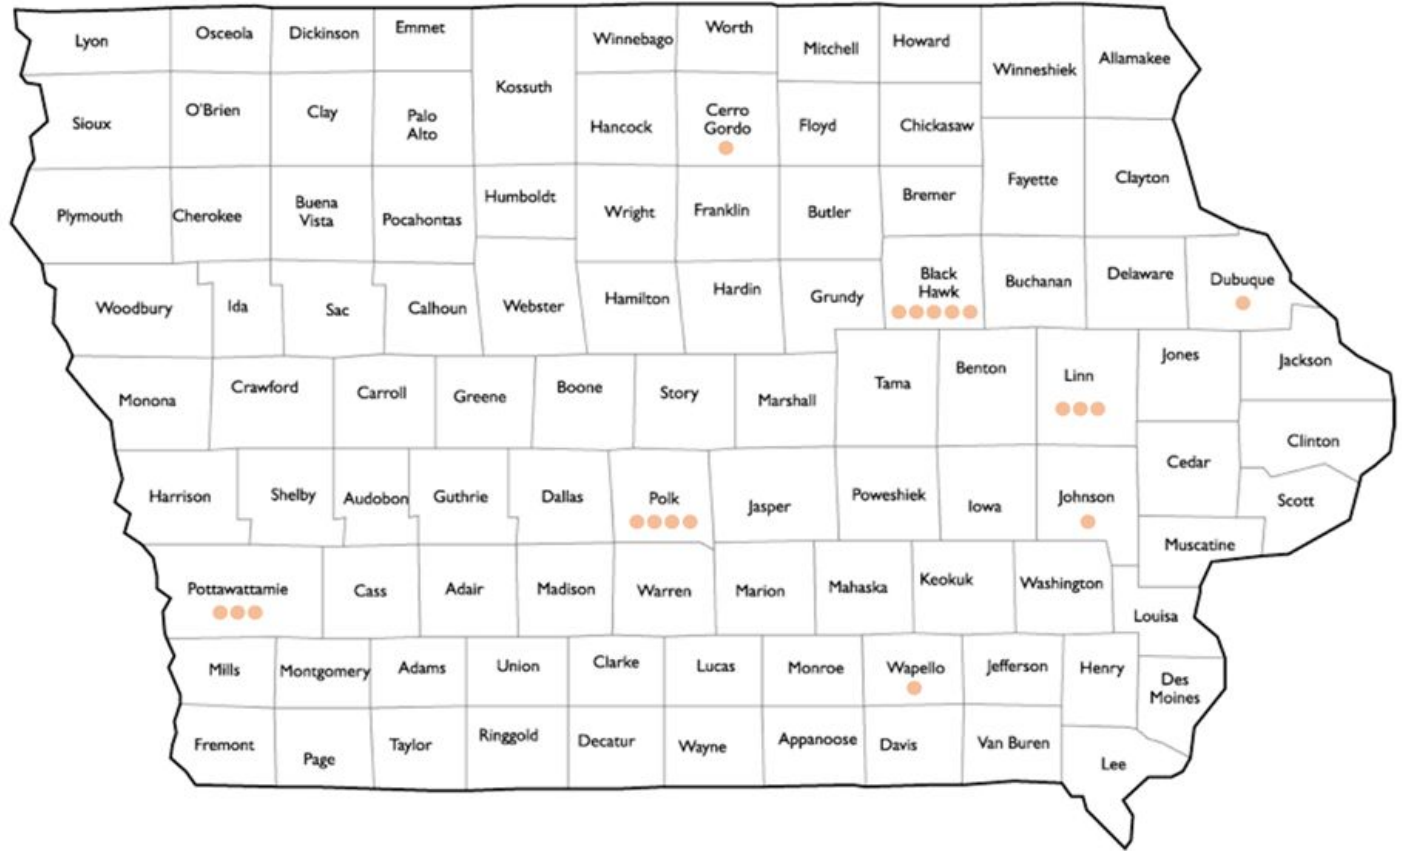 Lyon
Osceola
Dickinson
Emmet
Kossuth
Winnebago
Worth
Mitchell
Howard
Winneshiek
Allamakee
Sioux
O'Brien
Clay
Palo
Alto
Hancock
Cerro
Gordo
Floyd
Chickasaw
Fayette
Clayton
Plymouth
Cherokee
Buena
Vista
Pocahontas
Humboldt
Wright
Franklin
Butler
Bremer
Woodbury
Ida
Sac
Calhoun
Webster
Hamilton
Hardin
Grundy
Black
Hawk
Buchanan
Delaware
Dubuque
Monona
Crawford
Carroll
Greene
Boone
Story
Marshall
Tama
Benton
Linn
Jones
Jackson
Clinton
Harrison
Shelby
Audobon
Guthrie
Dallas
Polk
Jasper
Poweshiek
Iowa
Johnson
Cedar
Scott
Muscatine
Pottawattamie
Cass
Adair
Madison
Warren
Marion
Mahaska
Keokuk
Washington
Louisa
Mills
Montgomery
Adams
Union
Clarke
Lucas
Monroe
Wapello
Jefferson
Henry
Des
Moines
Fremont
Page
Taylor
Ringgold
Decatur
Wayne
Appanoose
Davis
Van Buren
Lee